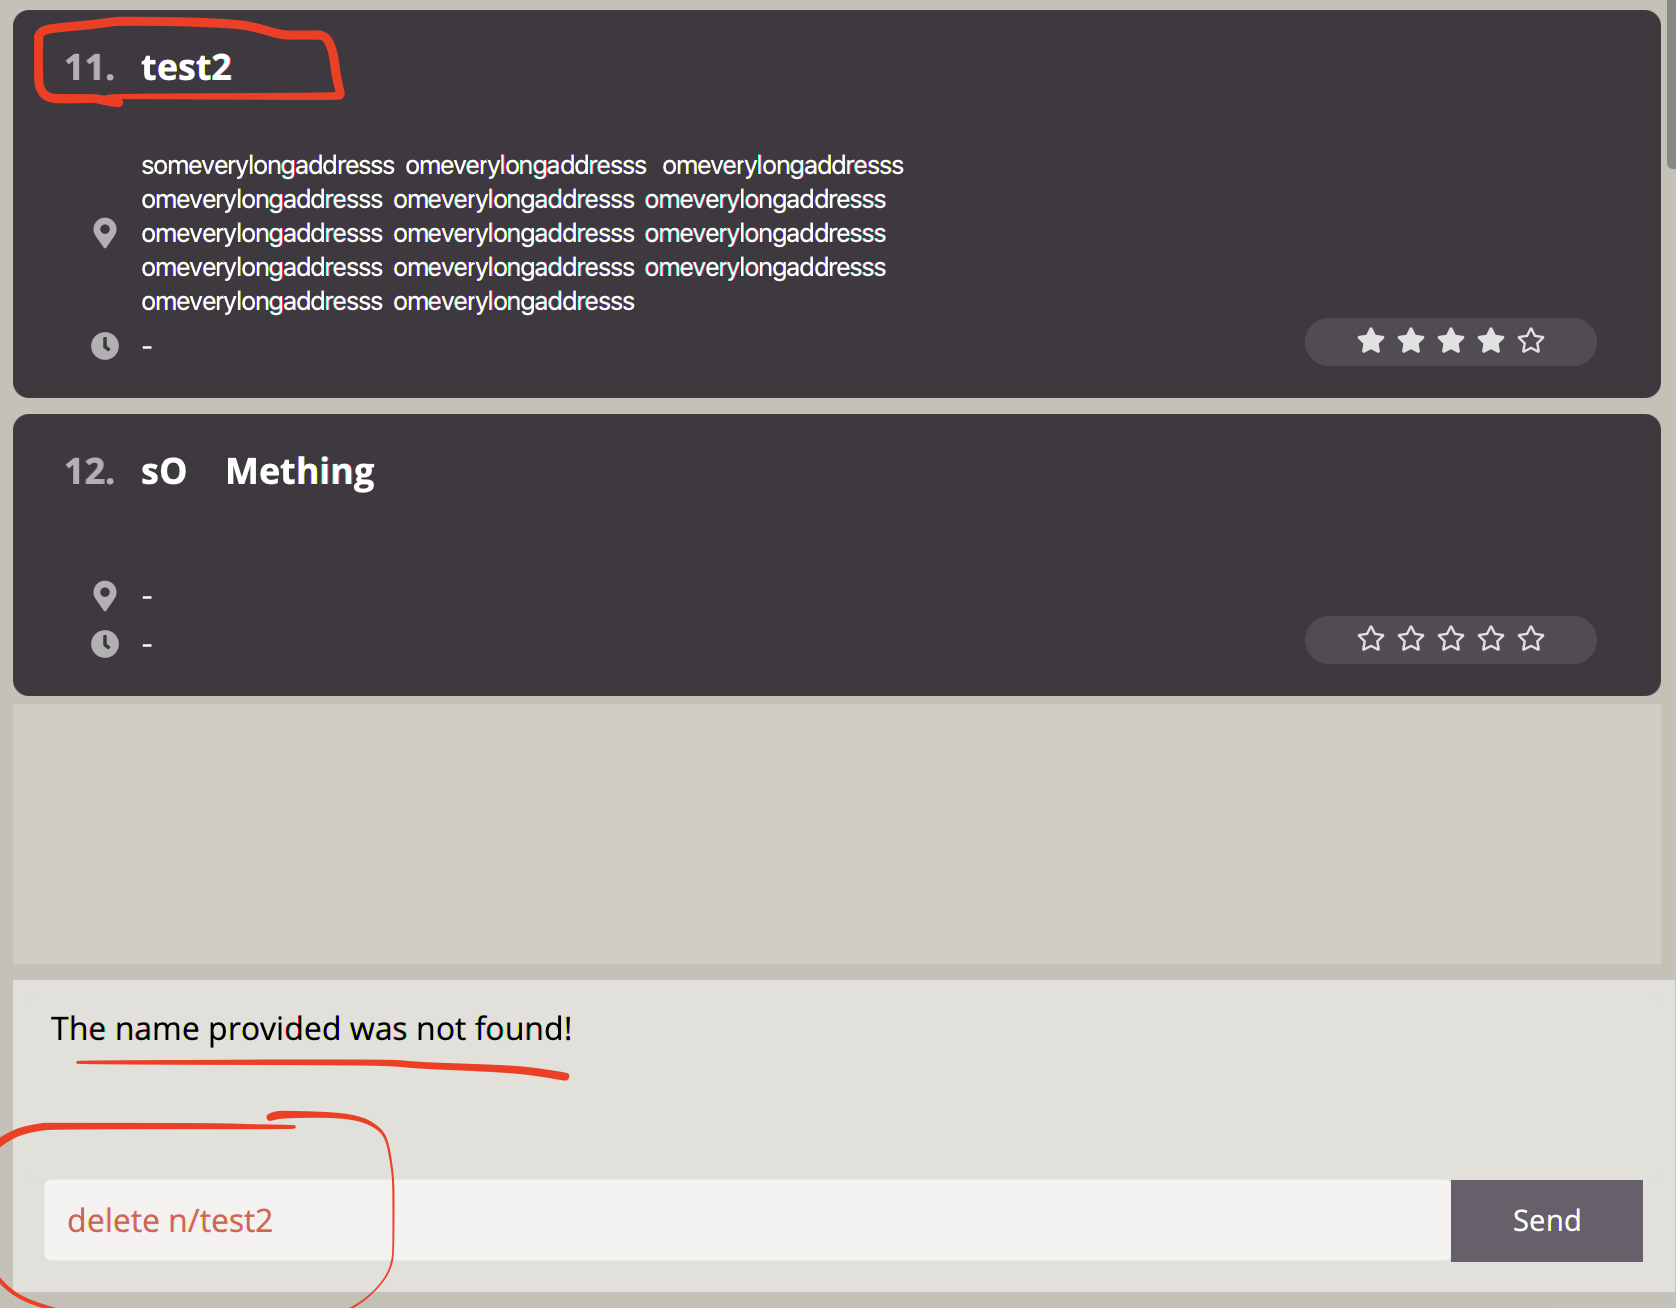 11. test2
someverylongaddresss omeverylongaddresss omeverylongaddresss
omeverylongaddresss omeverylongaddresss omeverylongaddresss
omeverylongaddresss omeverylongaddresss omeverylongaddresss
omeverylongaddresss omeverylongaddresss omeverylongaddresss
omeverylongaddresss omeverylongaddresss
-
12. sO    Mething
-
-
The name provided was not found!
delete n/test2 Send